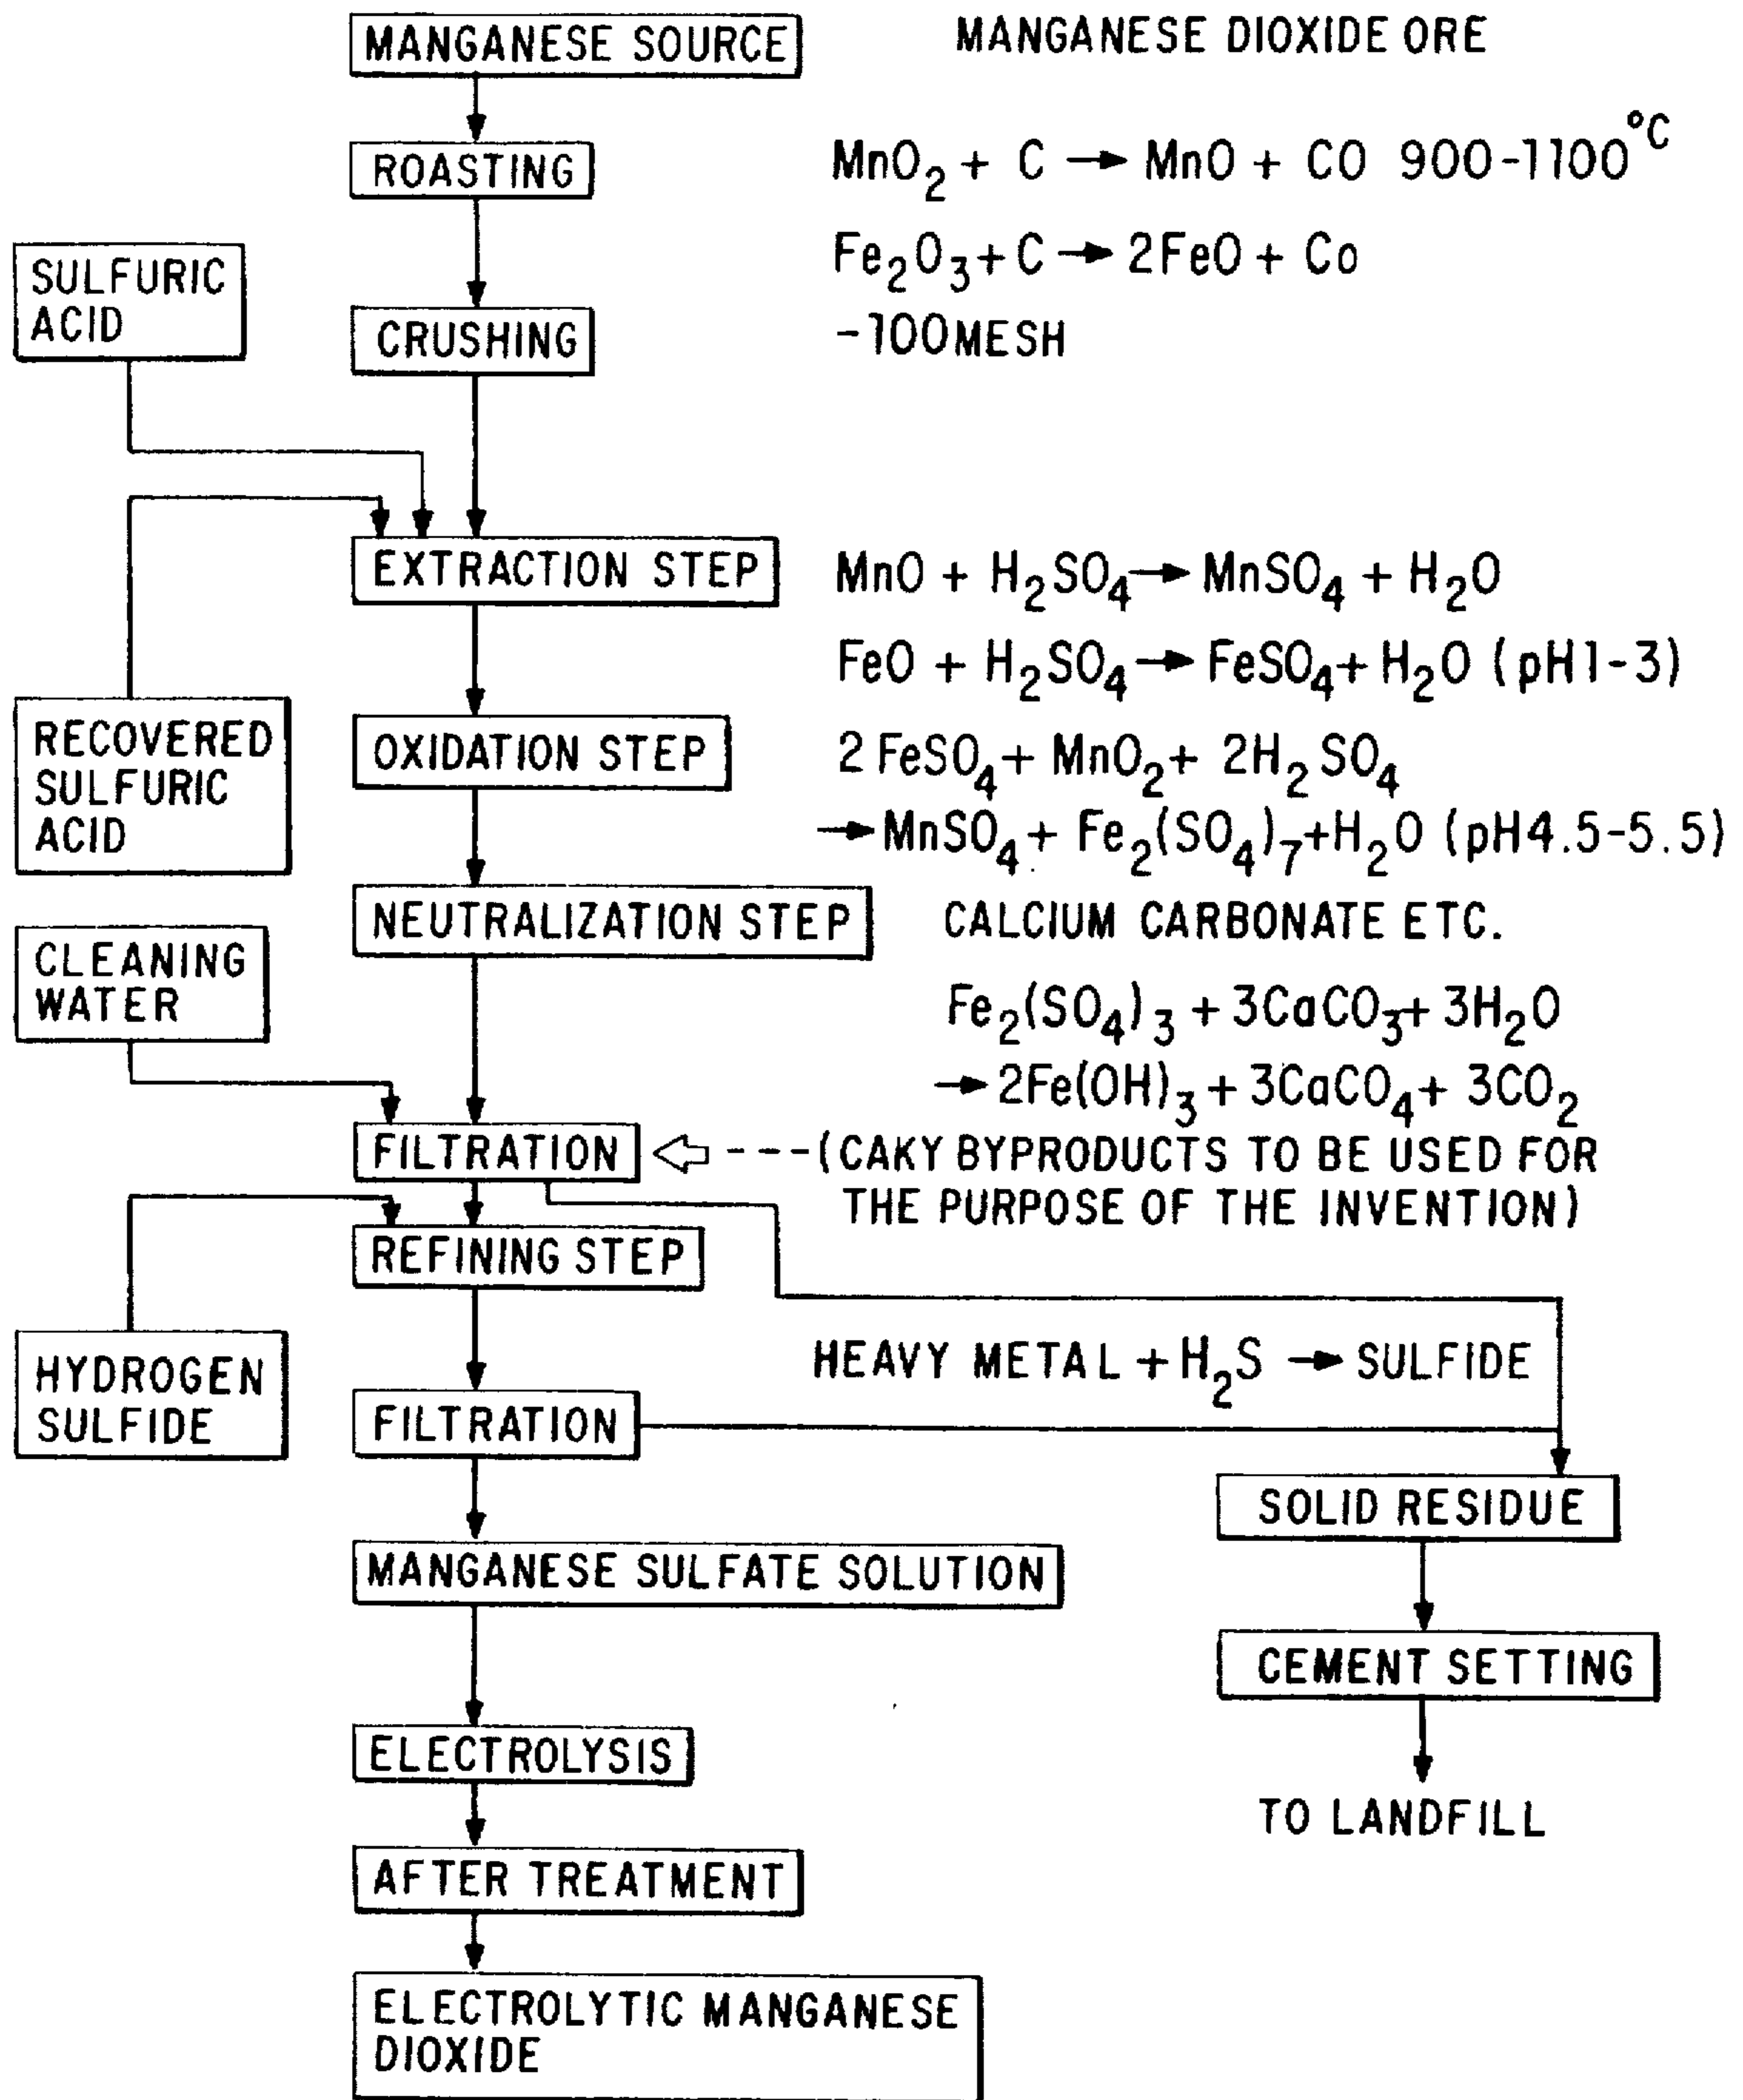 MANGANESE SOURCE
MANGANESE DIOXIDE ORE
ROASTING
MnO₂ + C → MnO + CO 900-1100°C
Fe₂O₃ + C → 2FeO + Co
SULFURIC
ACID
CRUSHING
-100MESH
EXTRACTION STEP
MnO + H₂SO₄ → MnSO₄ + H₂O
FeO + H₂SO₄ → FeSO₄ + H₂O (pH1-3)
RECOVERED
SULFURIC
ACID
OXIDATION STEP
2 FeSO₄ + MnO₂ + 2H₂SO₄
→ MnSO₄ + Fe₂(SO₄)₇ + H₂O (pH4.5-5.5)
NEUTRALIZATION STEP
CALCIUM CARBONATE ETC.
CLEANING
WATER
Fe₂(SO₄)₃ + 3CaCO₃ + 3H₂O
→ 2Fe(OH)₃ + 3CaCO₄ + 3CO₂
FILTRATION
(CAKY BYPRODUCTS TO BE USED FOR
THE PURPOSE OF THE INVENTION)
REFINING STEP
HYDROGEN
SULFIDE
HEAVY METAL + H₂S → SULFIDE
FILTRATION
SOLID RESIDUE
MANGANESE SULFATE SOLUTION
CEMENT SETTING
ELECTROLYSIS
TO LANDFILL
AFTER TREATMENT
ELECTROLYTIC MANGANESE
DIOXIDE